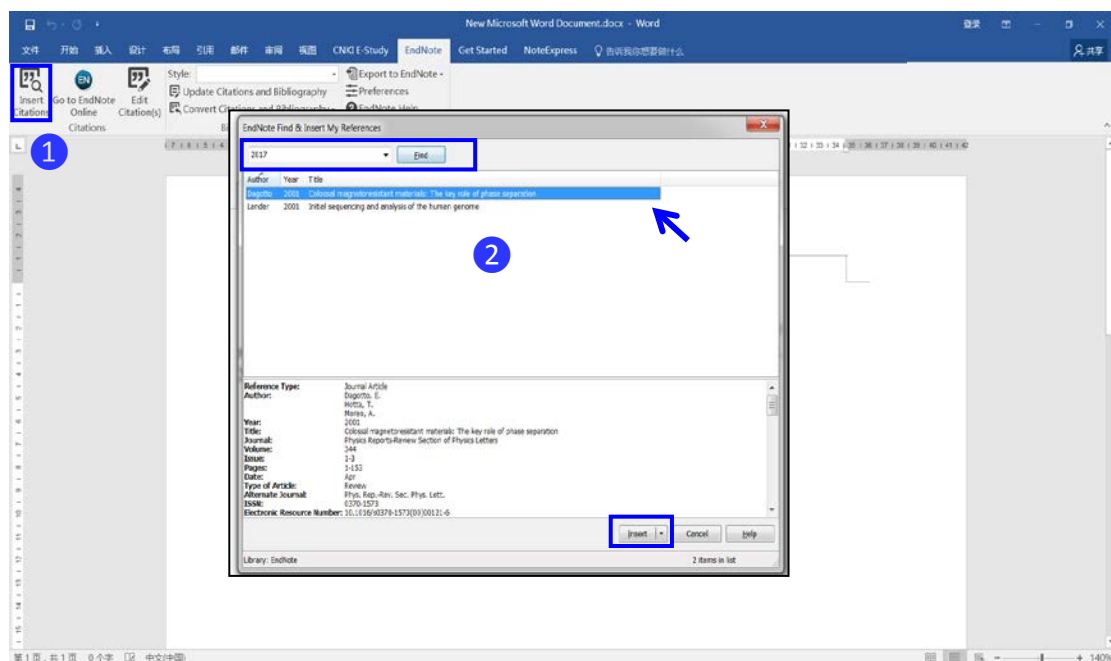 New Microsoft Word Document.docx - Word
登录
文件 开始 插入 设计 布局 引用 邮件 审阅 视图 CNKI E-Study EndNote Get Started NoteExpress 告诉我你想要做什么
共享
Insert Citations
Go to EndNote Online
Edit Citation(s)
Citations
Style:
Update Citations and Bibliography
Convert Citations and Bibliography
Export to EndNote
Preferences
EndNote Help
1
EndNote Find & Insert My References
2017
Find
Author Year Title
Dagotto 2001 Colossal magnetoresistant materials: The key role of phase separation
Lander 2001 Initial sequencing and analysis of the human genome
2
Reference Type: Journal Article
Author: Dagotto, E.
Hotta, T.
Moreo, A.
Year: 2001
Title: Colossal magnetoresistant materials: The key role of phase separation
Journal: Physics Reports-Review Section of Physics Letters
Volume: 344
Issue: 1-3
Pages: 1-153
Date: Apr
Type of Article: Review
Alternate Journal: Phys. Rep.-Rev. Sec. Phys. Lett.
ISSN: 0370-1573
Electronic Resource Number: 10.1016/s0370-1573(00)00121-6
Insert Cancel Help
Library: EndNote
2 items in list
第1页，共1页 0个字 中文(中国)
140%